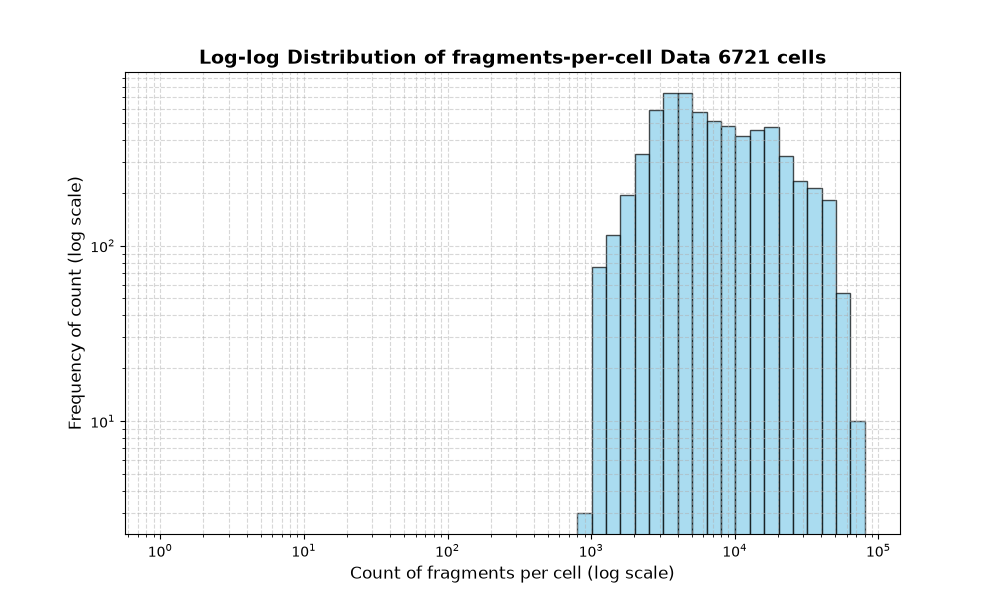 Log-log Distribution of fragments-per-cell Data 6721 cells
Frequency of count (log scale)
10²
10¹
10⁰ 10¹ 10² 10³ 10⁴ 10⁵
Count of fragments per cell (log scale)